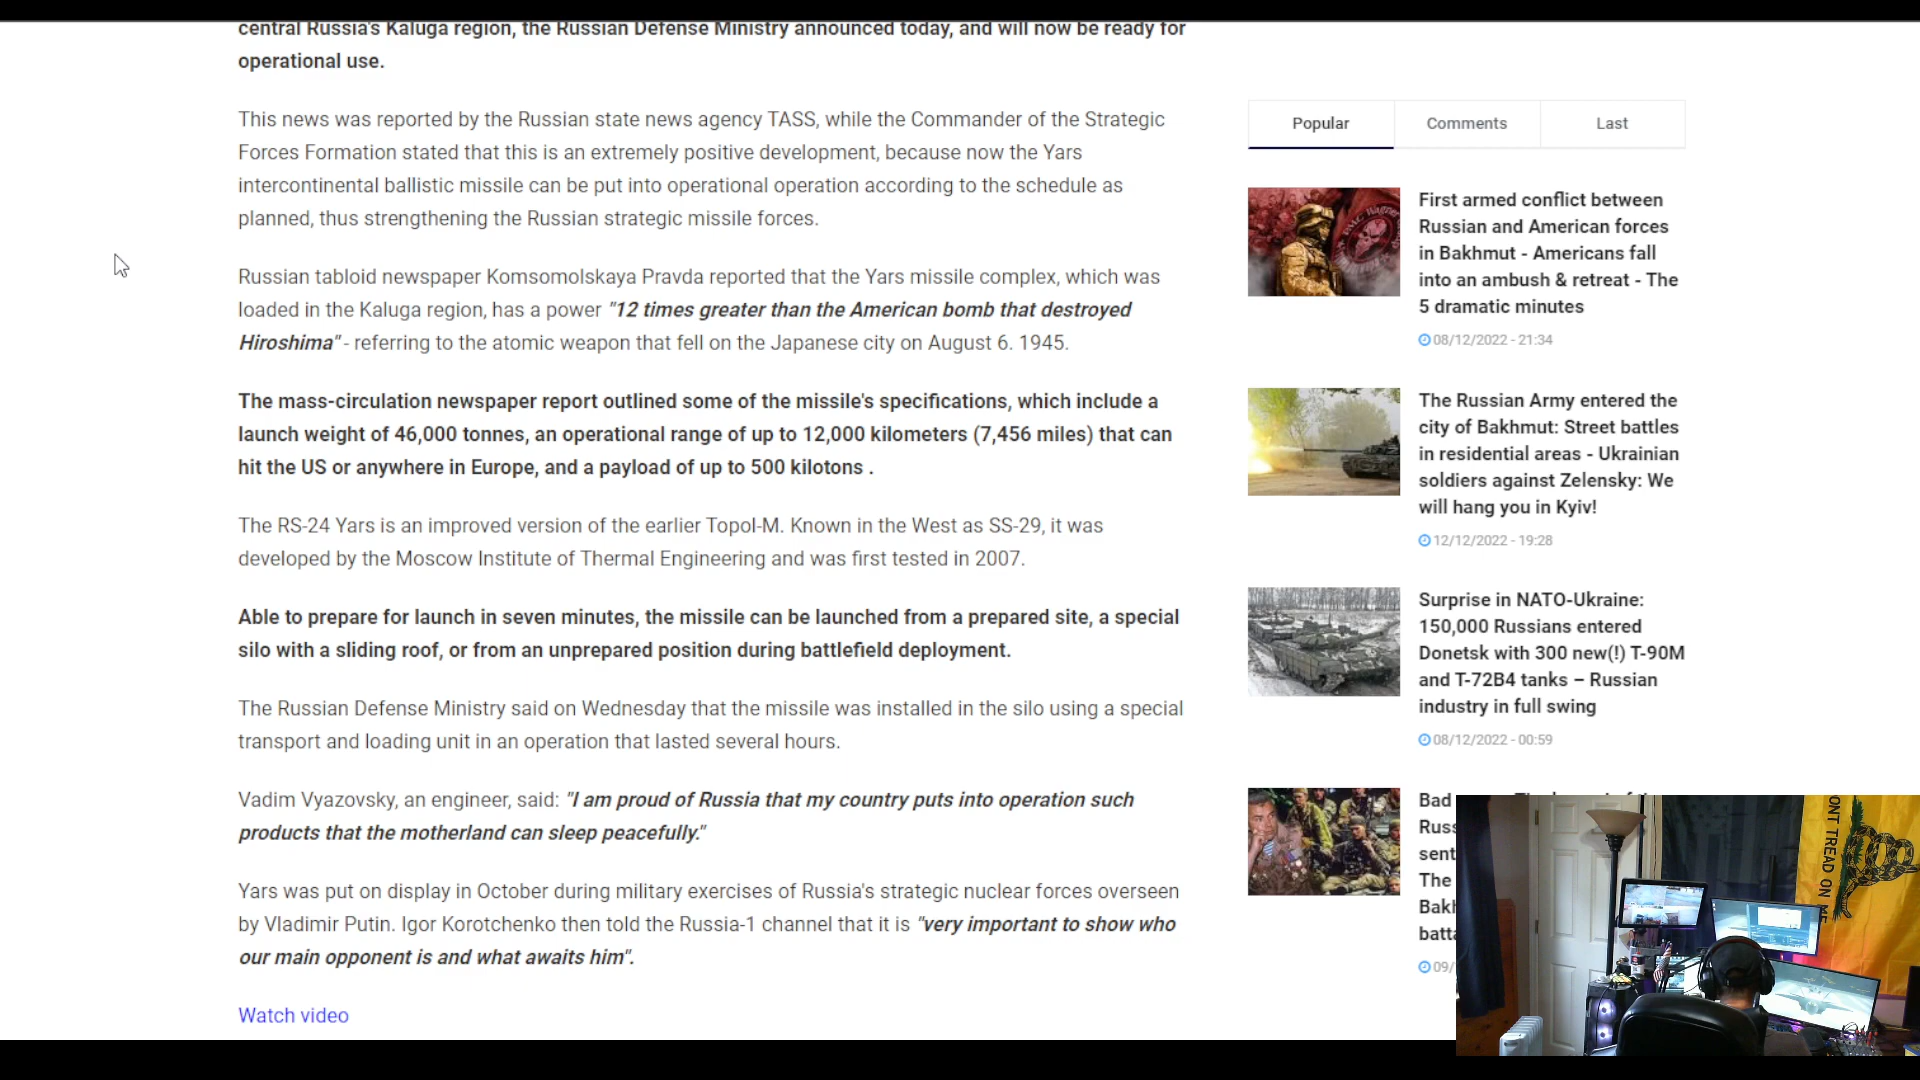 central Russia's Kaluga region, the Russian Defense Ministry announced today, and will now be ready for
operational use.
This news was reported by the Russian state news agency TASS, while the Commander of the Strategic
Forces Formation stated that this is an extremely positive development, because now the Yars
intercontinental ballistic missile can be put into operational operation according to the schedule as
planned, thus strengthening the Russian strategic missile forces.
Russian tabloid newspaper Komsomolskaya Pravda reported that the Yars missile complex, which was
loaded in the Kaluga region, has a power "12 times greater than the American bomb that destroyed
Hiroshima" - referring to the atomic weapon that fell on the Japanese city on August 6. 1945.
The mass-circulation newspaper report outlined some of the missile's specifications, which include a
launch weight of 46,000 tonnes, an operational range of up to 12,000 kilometers (7,456 miles) that can
hit the US or anywhere in Europe, and a payload of up to 500 kilotons .
The RS-24 Yars is an improved version of the earlier Topol-M. Known in the West as SS-29, it was
developed by the Moscow Institute of Thermal Engineering and was first tested in 2007.
Able to prepare for launch in seven minutes, the missile can be launched from a prepared site, a special
silo with a sliding roof, or from an unprepared position during battlefield deployment.
The Russian Defense Ministry said on Wednesday that the missile was installed in the silo using a special
transport and loading unit in an operation that lasted several hours.
Vadim Vyazovsky, an engineer, said: "I am proud of Russia that my country puts into operation such
products that the motherland can sleep peacefully."
Yars was put on display in October during military exercises of Russia's strategic nuclear forces overseen
by Vladimir Putin. Igor Korotchenko then told the Russia-1 channel that it is "very important to show who
our main opponent is and what awaits him".
Watch video
Popular
Comments
Last
First armed conflict between
Russian and American forces
in Bakhmut - Americans fall
into an ambush & retreat - The
5 dramatic minutes
08/12/2022 - 21:34
The Russian Army entered the
city of Bakhmut: Street battles
in residential areas - Ukrainian
soldiers against Zelensky: We
will hang you in Kyiv!
12/12/2022 - 19:28
Surprise in NATO-Ukraine:
150,000 Russians entered
Donetsk with 300 new(!) T-90M
and T-72B4 tanks – Russian
industry in full swing
08/12/2022 - 00:59
Bad
Russ
sent
The
Bakh
batta
09/
ONT TREAD ON ME